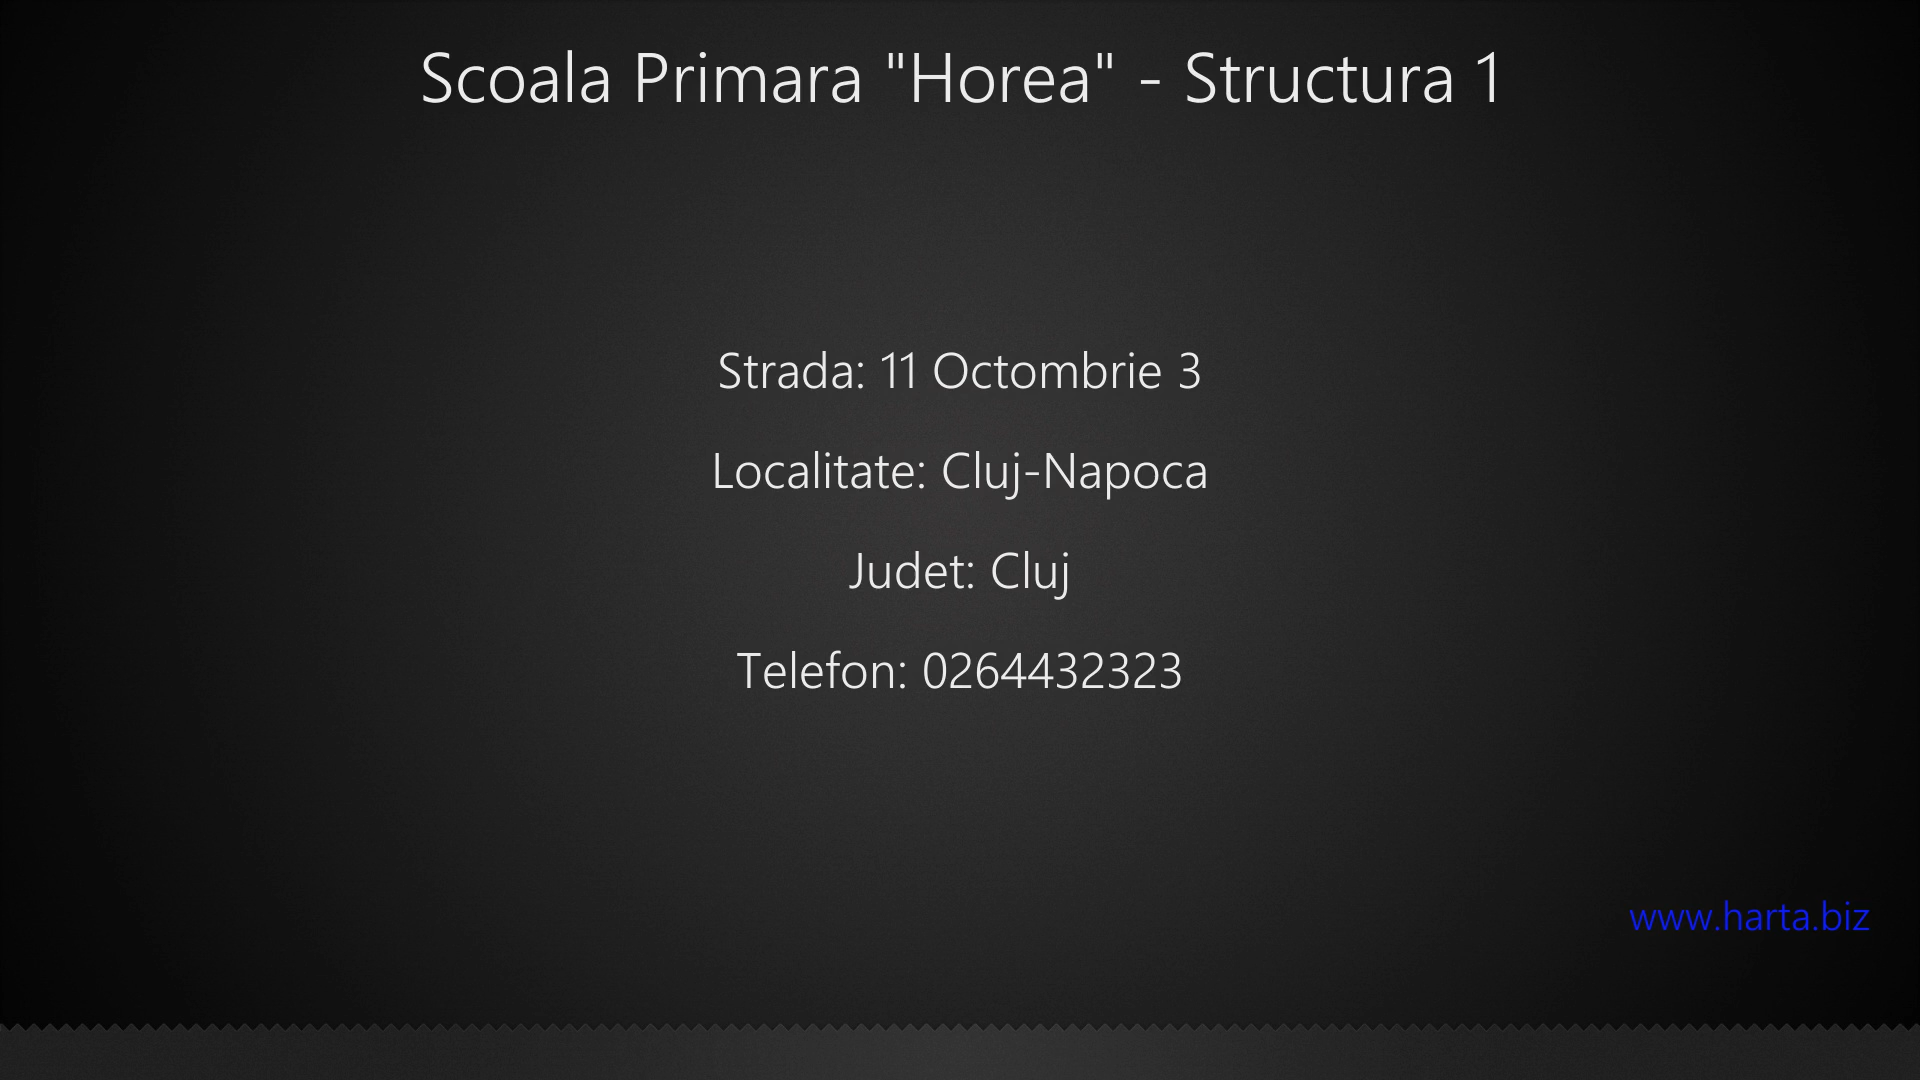 Scoala Primara "Horea" - Structura 1
Strada: 11 Octombrie 3
Localitate: Cluj-Napoca
Judet: Cluj
Telefon: 0264432323
www.harta.biz